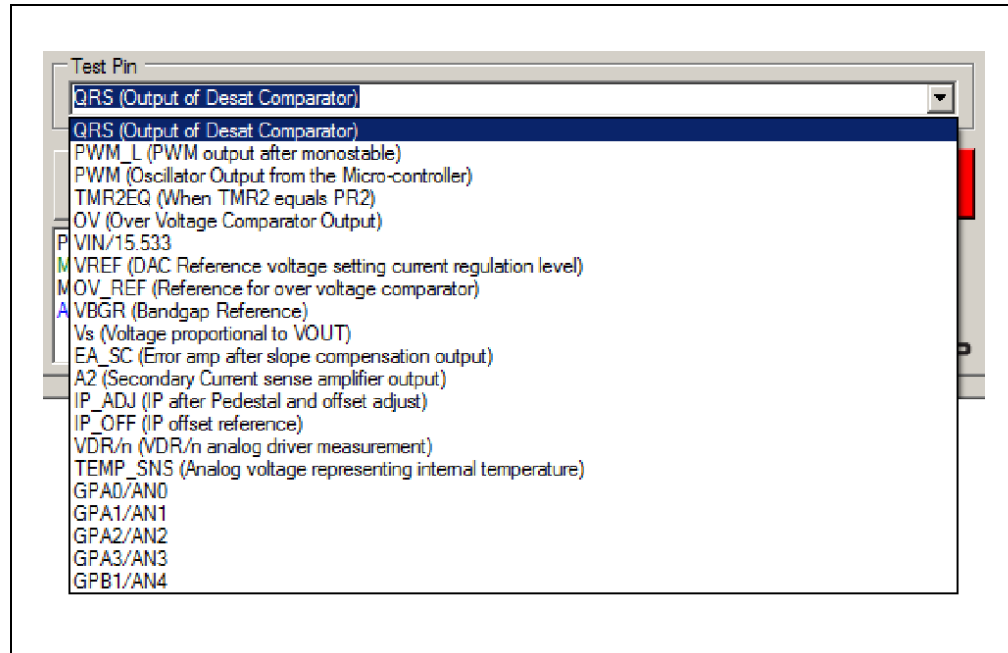 Test Pin
QRS (Output of Desat Comparator)
QRS (Output of Desat Comparator)
PWM_L (PWM output after monostable)
PWM (Oscillator Output from the Micro-controller)
TMR2EQ (When TMR2 equals PR2)
OV (Over Voltage Comparator Output)
P VIN/15.533
M VREF (DAC Reference voltage setting current regulation level)
M OV_REF (Reference for over voltage comparator)
A VBGR (Bandgap Reference)
Vs (Voltage proportional to VOUT)
EA_SC (Error amp after slope compensation output)
A2 (Secondary Current sense amplifier output)
IP_ADJ (IP after Pedestal and offset adjust)
IP_OFF (IP offset reference)
VDR/n (VDR/n analog driver measurement)
TEMP_SNS (Analog voltage representing internal temperature)
GPA0/AN0
GPA1/AN1
GPA2/AN2
GPA3/AN3
GPB1/AN4